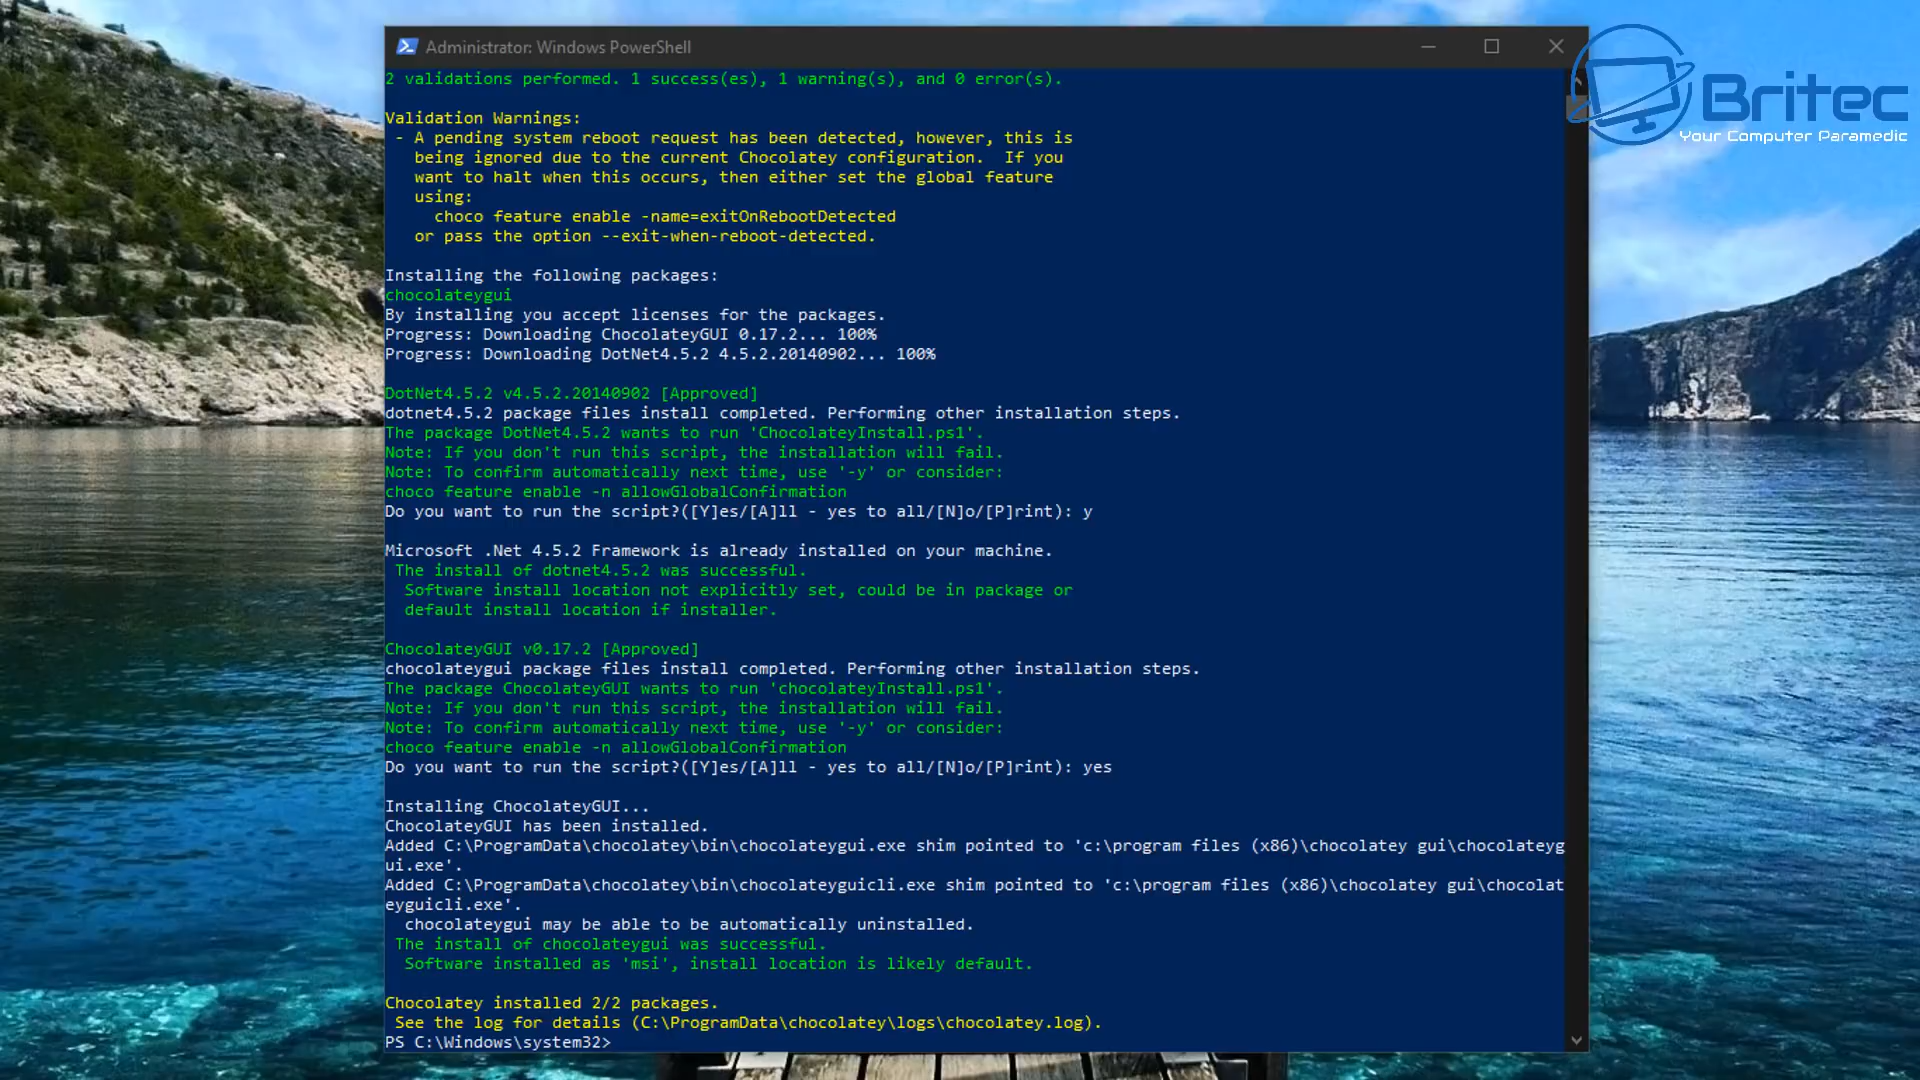 Administrator: Windows PowerShell
Britec
Your Computer Paramedic
2 validations performed. 1 success(es), 1 warning(s), and 0 error(s).
Validation Warnings:
- A pending system reboot request has been detected, however, this is
being ignored due to the current Chocolatey configuration.  If you
want to halt when this occurs, then either set the global feature
using:
choco feature enable -name=exitOnRebootDetected
or pass the option --exit-when-reboot-detected.
Installing the following packages:
chocolateygui
By installing you accept licenses for the packages.
Progress: Downloading ChocolateyGUI 0.17.2... 100%
Progress: Downloading DotNet4.5.2 4.5.2.20140902... 100%
DotNet4.5.2 v4.5.2.20140902 [Approved]
dotnet4.5.2 package files install completed. Performing other installation steps.
The package DotNet4.5.2 wants to run 'ChocolateyInstall.ps1'.
Note: If you don't run this script, the installation will fail.
Note: To confirm automatically next time, use '-y' or consider:
choco feature enable -n allowGlobalConfirmation
Do you want to run the script?([Y]es/[A]ll - yes to all/[N]o/[P]rint): y
Microsoft .Net 4.5.2 Framework is already installed on your machine.
The install of dotnet4.5.2 was successful.
Software install location not explicitly set, could be in package or
default install location if installer.
ChocolateyGUI v0.17.2 [Approved]
chocolateygui package files install completed. Performing other installation steps.
The package ChocolateyGUI wants to run 'chocolateyInstall.ps1'.
Note: If you don't run this script, the installation will fail.
Note: To confirm automatically next time, use '-y' or consider:
choco feature enable -n allowGlobalConfirmation
Do you want to run the script?([Y]es/[A]ll - yes to all/[N]o/[P]rint): yes
Installing ChocolateyGUI...
ChocolateyGUI has been installed.
Added C:\ProgramData\chocolatey\bin\chocolateygui.exe shim pointed to 'c:\program files (x86)\chocolatey gui\chocolateyg
ui.exe'.
Added C:\ProgramData\chocolatey\bin\chocolateyguicli.exe shim pointed to 'c:\program files (x86)\chocolatey gui\chocolat
eyguicli.exe'.
chocolateygui may be able to be automatically uninstalled.
The install of chocolateygui was successful.
Software installed as 'msi', install location is likely default.
Chocolatey installed 2/2 packages.
See the log for details (C:\ProgramData\chocolatey\logs\chocolatey.log).
PS C:\Windows\system32>